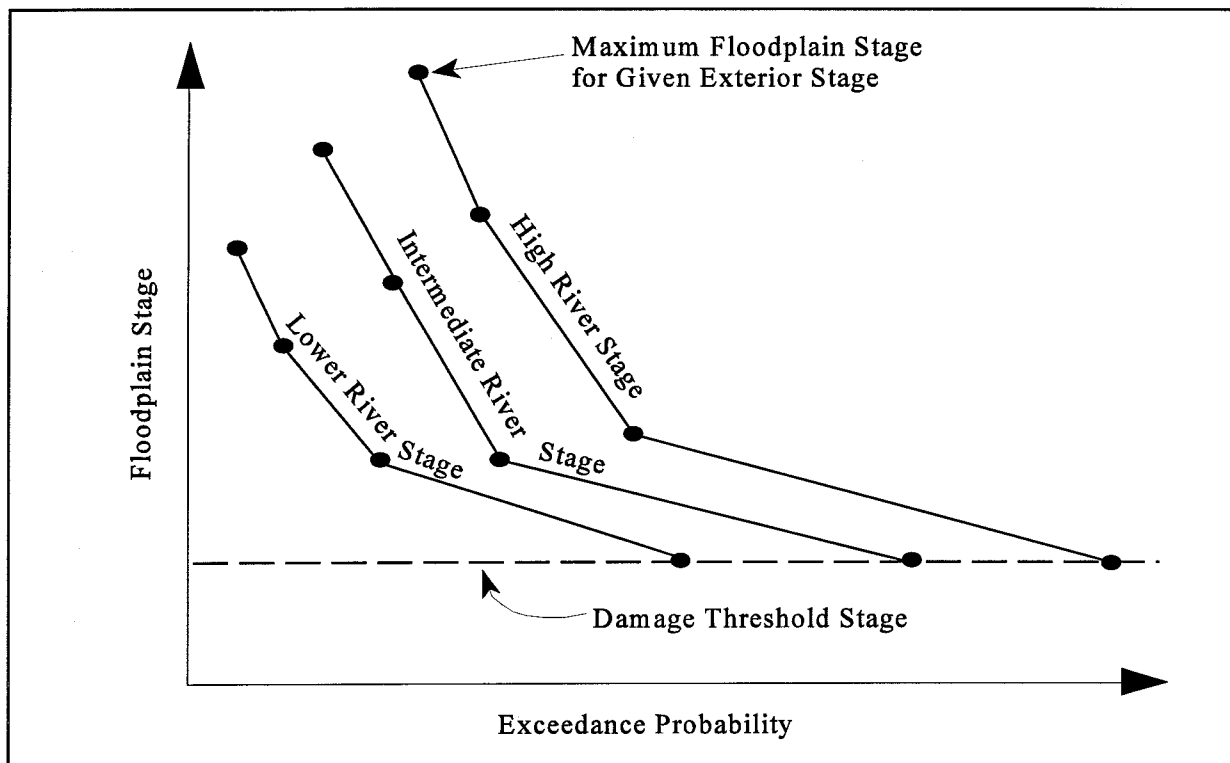 Maximum Floodplain Stage
for Given Exterior Stage
High River Stage
Intermediate River Stage
Lower River Stage
Floodplain Stage
Damage Threshold Stage
Exceedance Probability